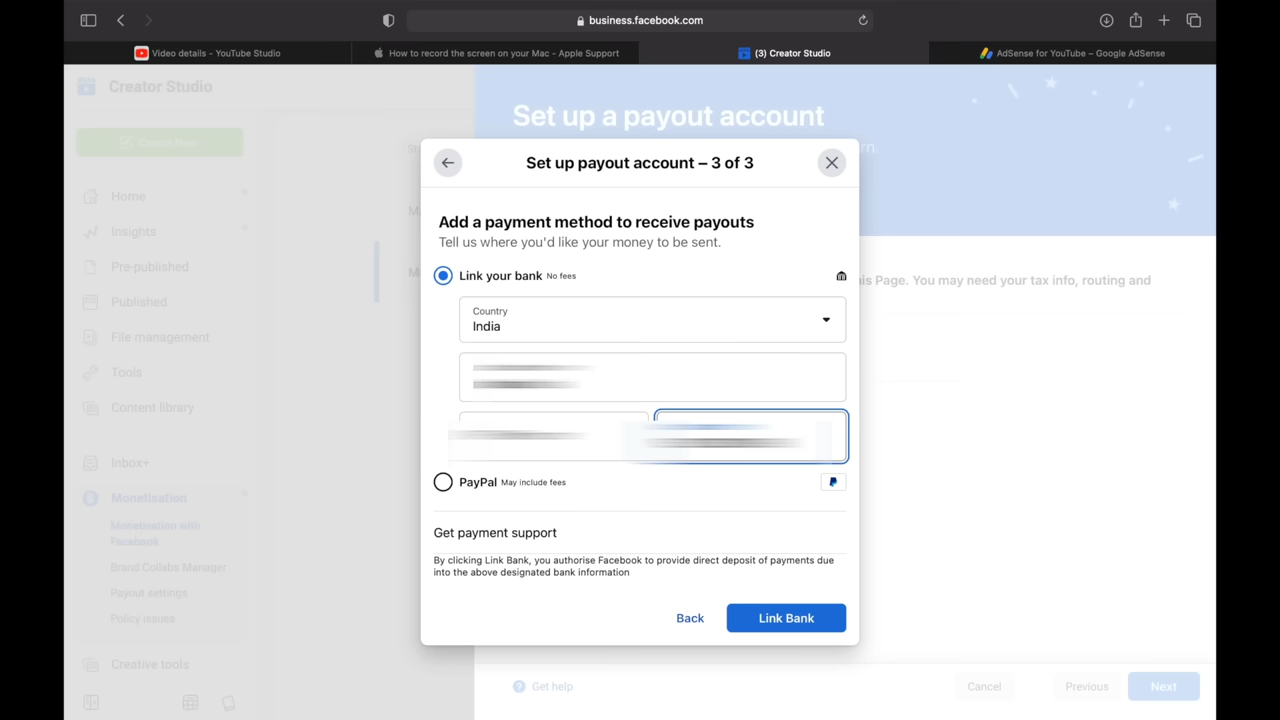 business.facebook.com
Video details - YouTube Studio
How to record the screen on your Mac - Apple Support
(3) Creator Studio
AdSense for YouTube – Google AdSense
Creator Studio
Create New
Home
Insights
Pre-published
Published
File management
Tools
Content library
Inbox+
Monetisation
Monetisation with
Facebook
Brand Collabs Manager
Payout settings
Policy issues
Creative tools
Set up a payout account
Set up payout account – 3 of 3
Add a payment method to receive payouts
Tell us where you'd like your money to be sent.
Link your bank No fees
Country
India
PayPal May include fees
Get payment support
By clicking Link Bank, you authorise Facebook to provide direct deposit of payments due
into the above designated bank information
Back
Link Bank
his Page. You may need your tax info, routing and
Get help
Cancel
Previous
Next